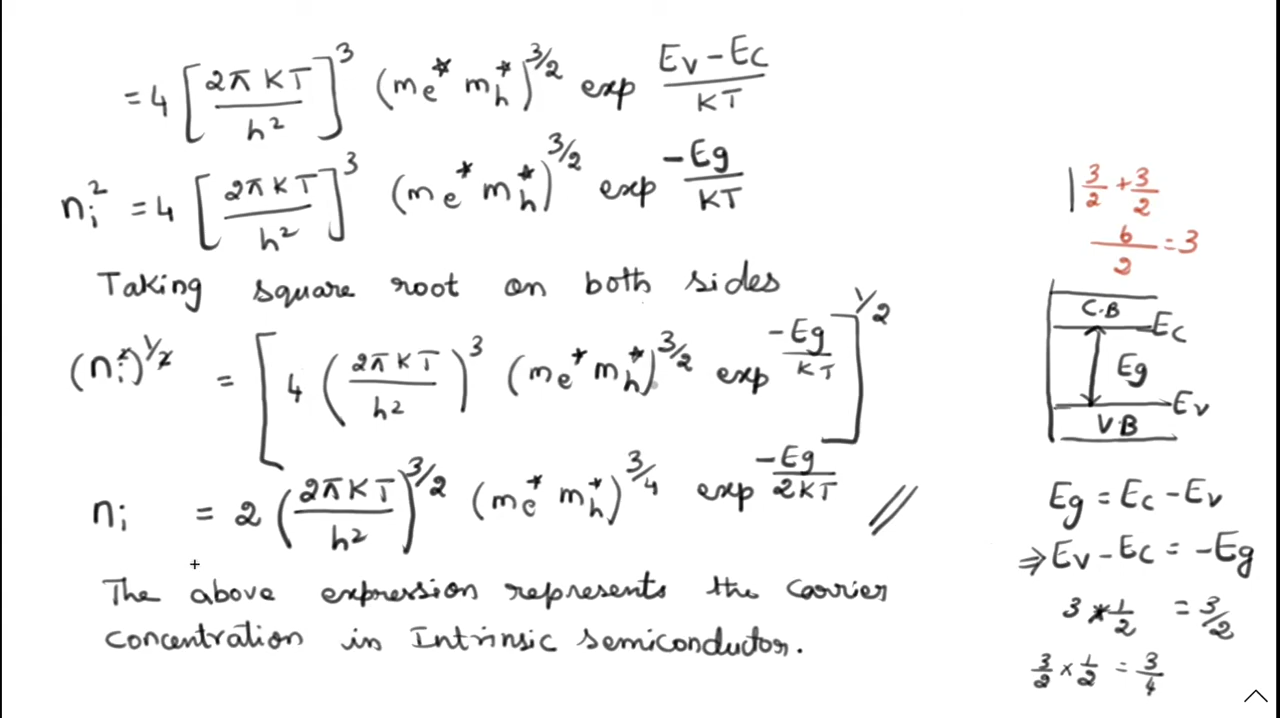 = 4 [2π KT / h²]³ (me* mh*)^3/2 exp (Ev − Ec) / KT
ni² = 4 [2π KT / h²]³ (me* mh*)^3/2 exp −Eg / KT
Taking square root on both sides
(ni²)^1/2 = [4 (2π KT / h²)³ (me* mh*)^3/2 exp −Eg / KT]^1/2
ni = 2 (2π KT / h²)^3/2 (me* mh*)^3/4 exp −Eg / 2KT //
The above expression represents the carrier
concentration in Intrinsic semiconductor.
3/2 + 3/2
6/2 = 3
C.B
Ec
Eg
Ev
V.B
Eg = Ec − Ev
⇒ Ev − Ec = −Eg
3 × 1/2 = 3/2
3/2 × 1/2 = 3/4